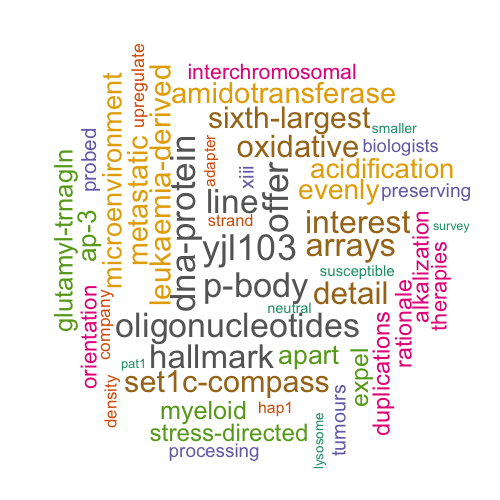 interchromosomal
amidotransferase
upregulate
sixth-largest
smaller
microenvironment
metastatic
leukaemia-derived
probed
adapter
xiii
oxidative
biologists
acidification
evenly
preserving
glutamyl-trnagln
ap-3
dna-protein
line
offer
strand
interest
survey
yjl103
arrays
alkalization
therapies
susceptible
p-body
detail
orientation
company
neutral
oligonucleotides
rationale
duplications
hallmark
apart
pat1
expel
set1c-compass
density
myeloid
hap1
tumours
lysosome
stress-directed
processing